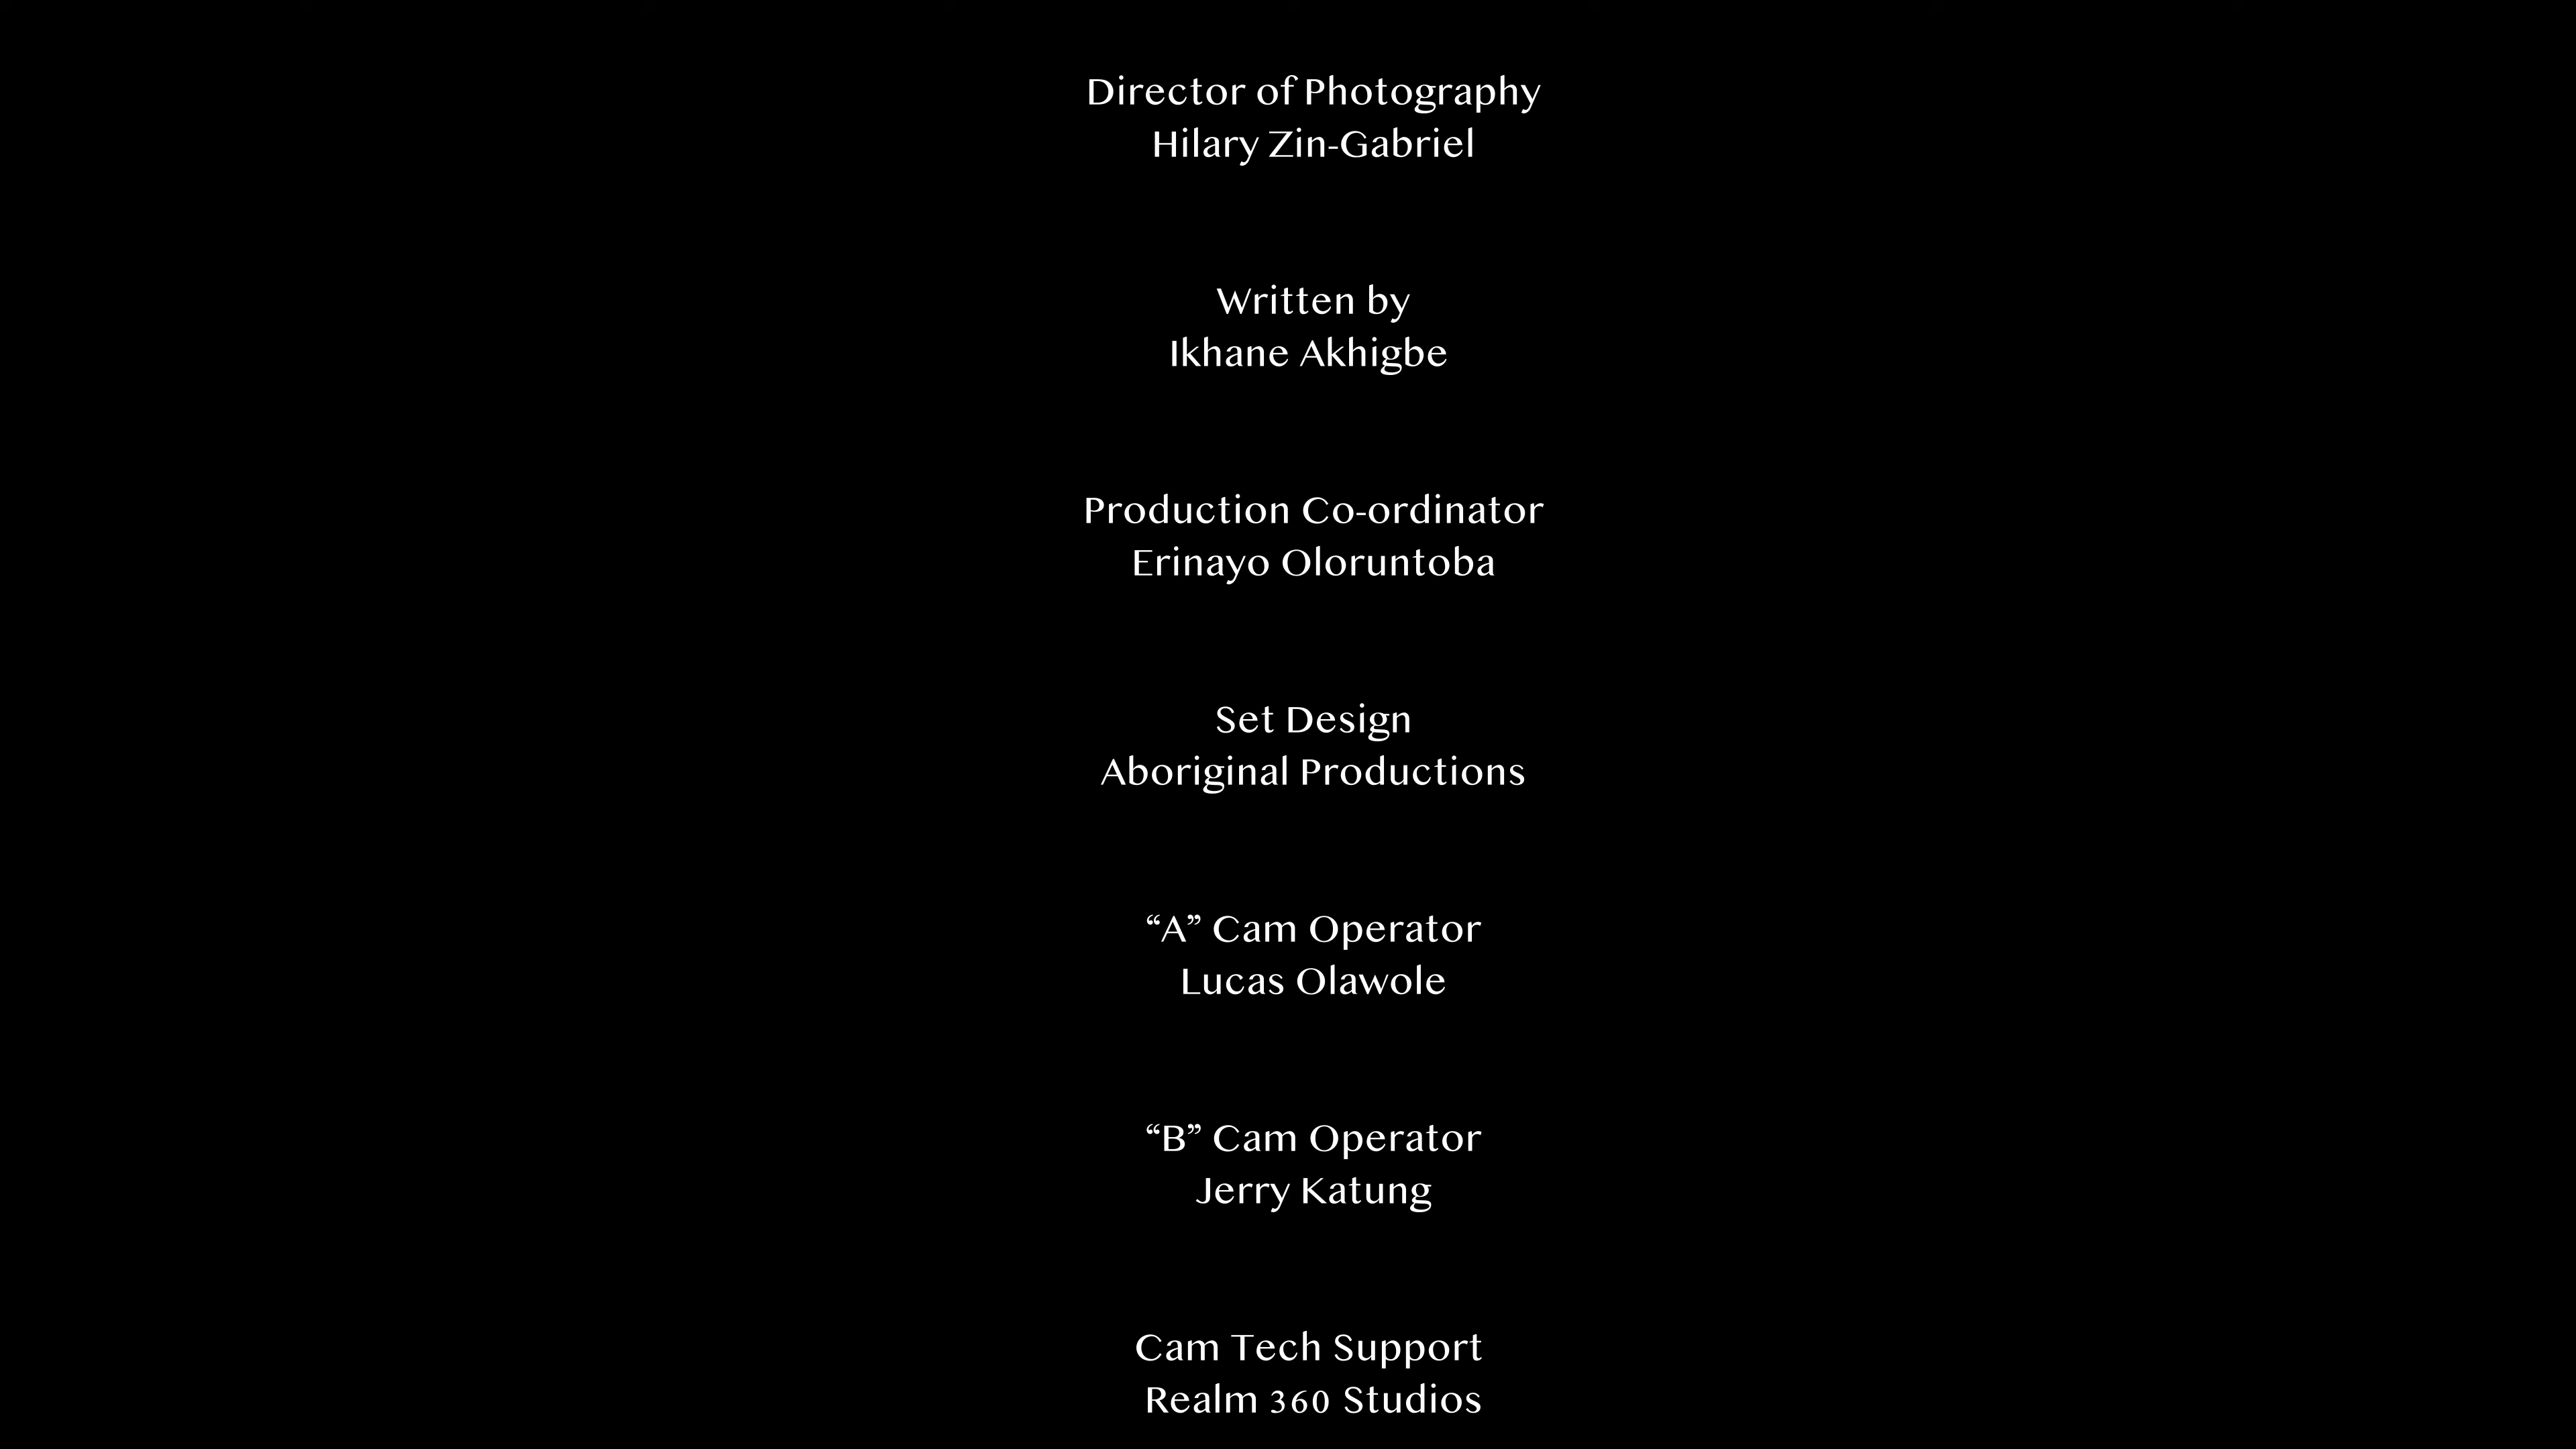 Director of Photography
Hilary Zin-Gabriel
Written by
Ikhane Akhigbe
Production Co-ordinator
Erinayo Oloruntoba
Set Design
Aboriginal Productions
“A” Cam Operator
Lucas Olawole
“B” Cam Operator
Jerry Katung
Cam Tech Support
Realm 360 Studios